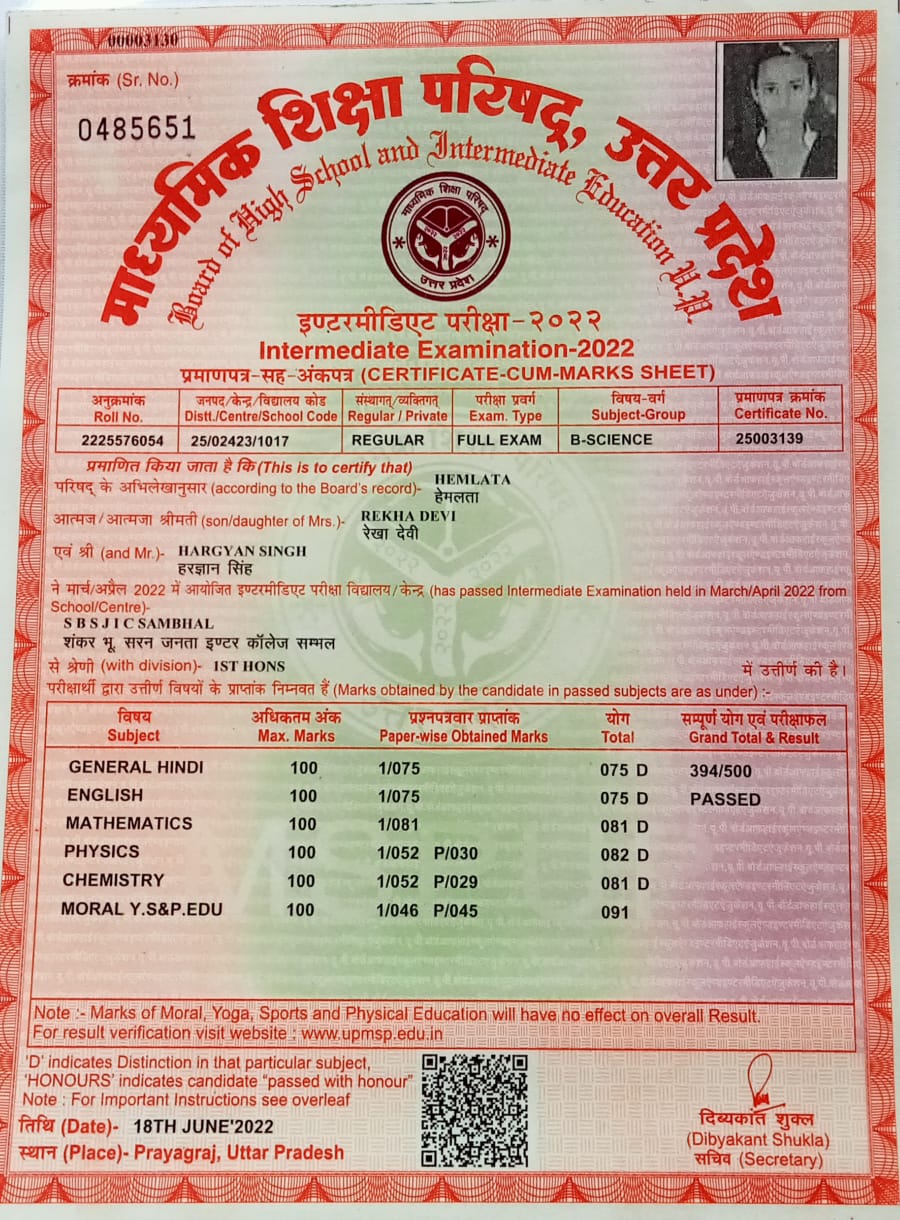 00003130
क्रमांक (Sr. No.)
0485651
माध्यमिक शिक्षा परिषद्, उत्तर प्रदेश
Board of High School and Intermediate Education U.P.
माध्यमिक शिक्षा परिषद्
उत्तर प्रदेश
इण्टरमीडिएट परीक्षा-२०२२
Intermediate Examination-2022
प्रमाणपत्र-सह-अंकपत्र (CERTIFICATE-CUM-MARKS SHEET)
अनुक्रमांक जनपद/केन्द्र/विद्यालय कोड संस्थागत्/व्यक्तिगत् परीक्षा प्रवर्ग विषय-वर्ग प्रमाणपत्र क्रमांक
Roll No. Distt./Centre/School Code Regular / Private Exam. Type Subject-Group Certificate No.
2225576054 25/02423/1017 REGULAR FULL EXAM B-SCIENCE 25003139
प्रमाणित किया जाता है कि (This is to certify that)
परिषद् के अभिलेखानुसार (according to the Board's record)- HEMLATA
हेमलता
आत्मज/आत्मजा श्रीमती (son/daughter of Mrs.)- REKHA DEVI
रेखा देवी
एवं श्री (and Mr.)- HARGYAN SINGH
हरज्ञान सिंह
ने मार्च/अप्रैल 2022 में आयोजित इण्टरमीडिएट परीक्षा विद्यालय/केन्द्र (has passed Intermediate Examination held in March/April 2022 from
School/Centre)-
S B S J I C SAMBHAL
शंकर भू. सरन जनता इण्टर कॉलेज सम्भल
से श्रेणी (with division)- 1ST HONS में उत्तीर्ण की है।
परीक्षार्थी द्वारा उत्तीर्ण विषयों के प्राप्तांक निम्नवत हैं (Marks obtained by the candidate in passed subjects are as under) :-
विषय अधिकतम अंक प्रश्नपत्रवार प्राप्तांक योग सम्पूर्ण योग एवं परीक्षाफल
Subject Max. Marks Paper-wise Obtained Marks Total Grand Total & Result
GENERAL HINDI 100 1/075 075 D 394/500
ENGLISH 100 1/075 075 D PASSED
MATHEMATICS 100 1/081 081 D
PHYSICS 100 1/052 P/030 082 D
CHEMISTRY 100 1/052 P/029 081 D
MORAL Y.S&P.EDU 100 1/046 P/045 091
Note :- Marks of Moral, Yoga, Sports and Physical Education will have no effect on overall Result.
For result verification visit website : www.upmsp.edu.in
'D' indicates Distinction in that particular subject,
'HONOURS' indicates candidate "passed with honour"
Note : For Important Instructions see overleaf
तिथि (Date)- 18TH JUNE'2022
स्थान (Place)- Prayagraj, Uttar Pradesh
दिब्यकांत शुक्ल
(Dibyakant Shukla)
सचिव (Secretary)